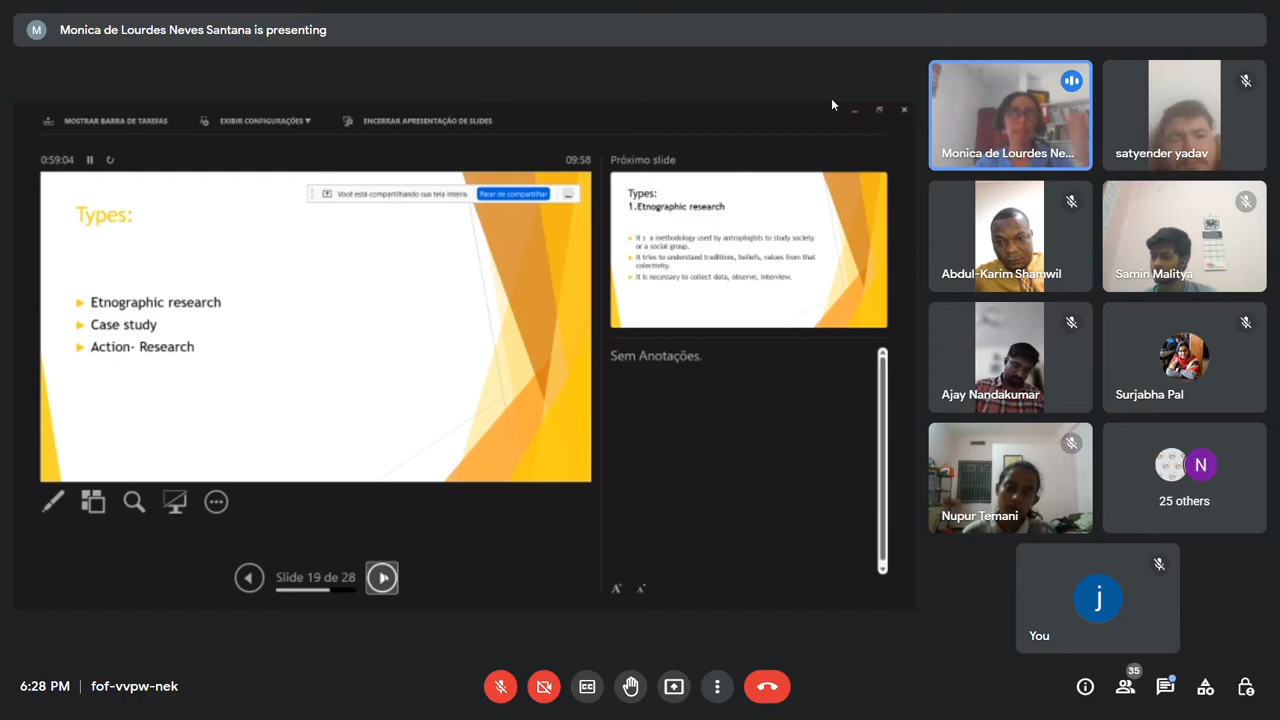 M
Monica de Lourdes Neves Santana is presenting
MOSTRAR BARRA DE TAREFAS
EXIBIR CONFIGURAÇÕES ▼
ENCERRAR APRESENTAÇÃO DE SLIDES
0:59:04
09:58
Você está compartilhando sua tela inteira.
Parar de compartilhar
Types:
Etnographic research
Case study
Action- Research
Próximo slide
Types:
1.Etnographic research
It s a methodology used by antroplogists to study society
or a social group.
It tries to understand traditions, beliefs, values from that
colectivity.
It is necessary to collect data, observe, interview.
Sem Anotações.
Slide 19 de 28
A A
Monica de Lourdes Ne...
satyender yadav
Abdul-Karim Shamwil
Samin Malitya
Ajay Nandakumar
Surjabha Pal
Nupur Temani
N
25 others
j
You
6:28 PM | fof-vvpw-nek
CC
35